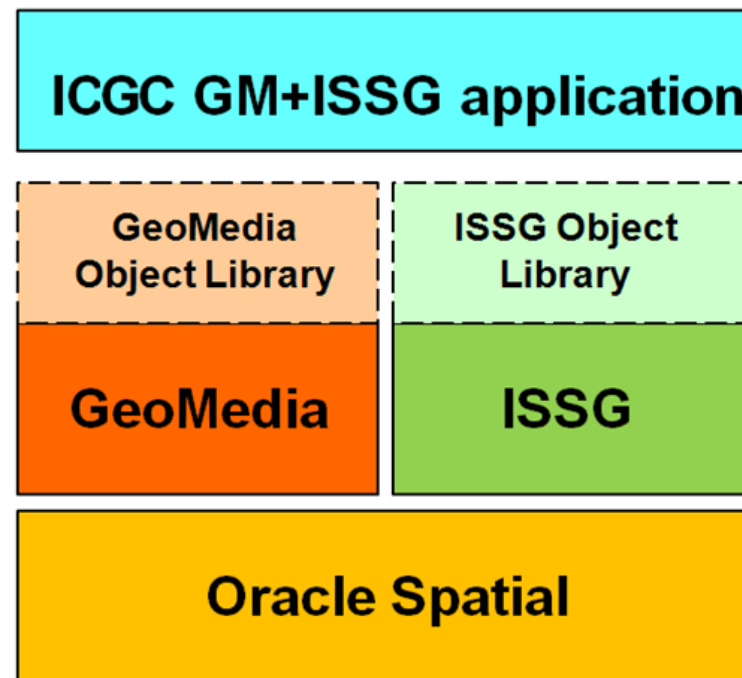 ICGC GM+ISSG application
GeoMedia
Object Library
ISSG Object
Library
GeoMedia
ISSG
Oracle Spatial